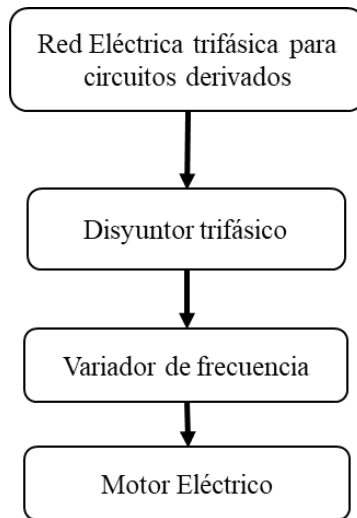 Red Eléctrica trifásica para
circuitos derivados
Disyuntor trifásico
Variador de frecuencia
Motor Eléctrico